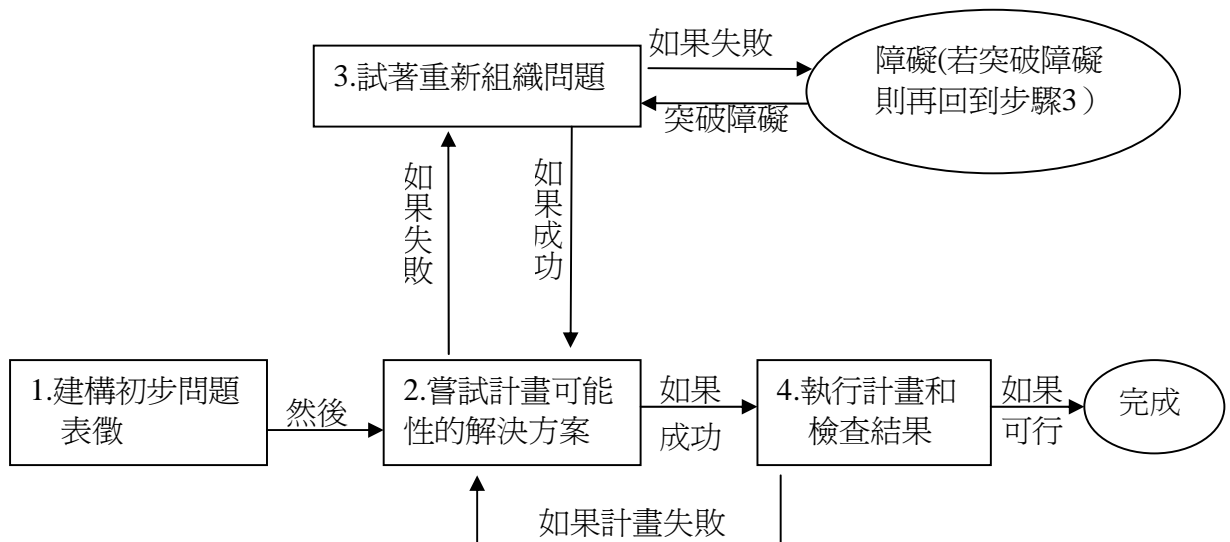 如果失敗
3.試著重新組織問題
障礙(若突破障礙
則再回到步驟3）
突破障礙
如果失敗
如果成功
1.建構初步問題
表徵
然後
2.嘗試計畫可能
性的解決方案
如果
成功
4.執行計畫和
檢查結果
如果
可行
完成
如果計畫失敗